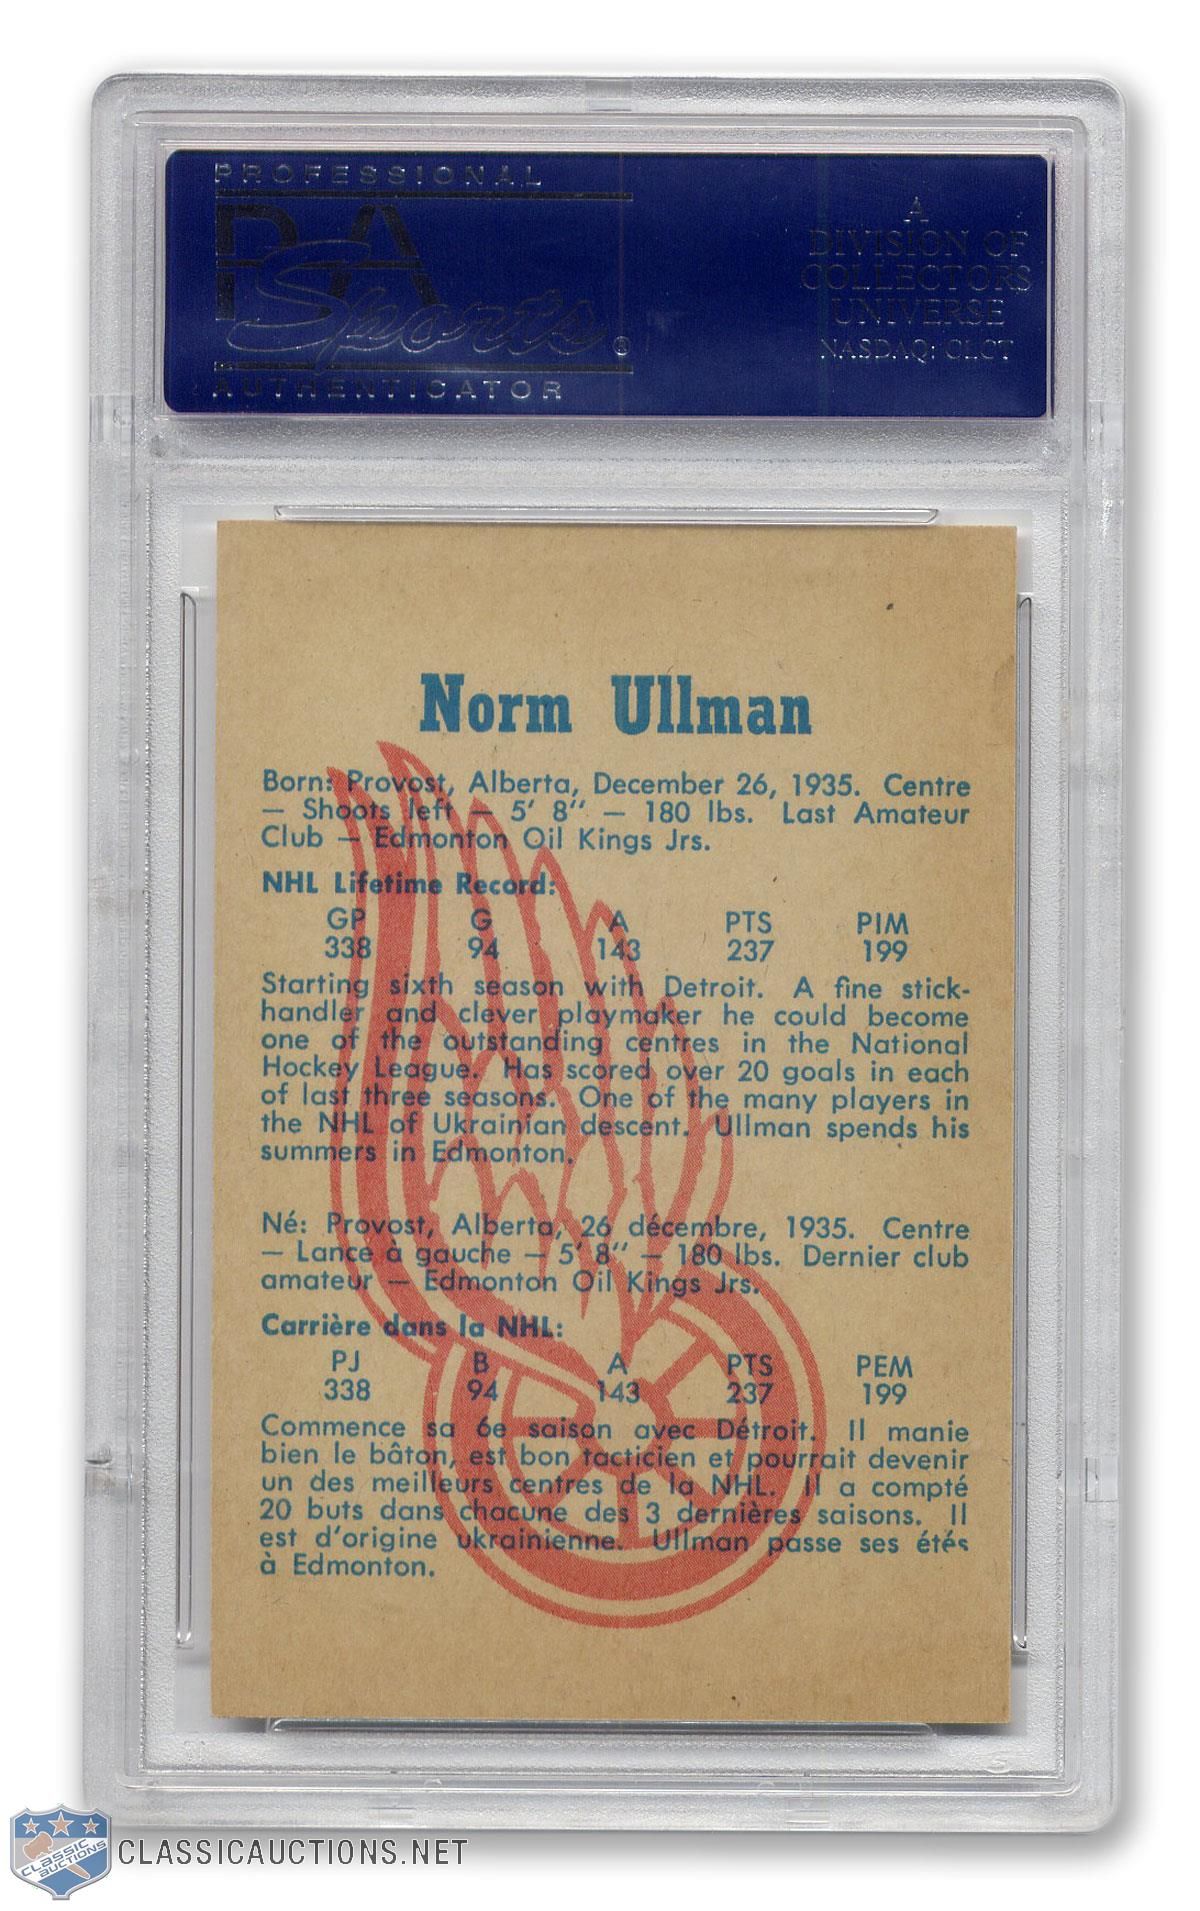 PROFESSIONAL
PSA
Sports®
AUTHENTICATOR
A
DIVISION OF
COLLECTORS
UNIVERSE
NASDAQ: CLCT
Norm Ullman
Born: Provost, Alberta, December 26, 1935. Centre
— Shoots left — 5' 8" — 180 lbs. Last Amateur
Club — Edmonton Oil Kings Jrs.
NHL Lifetime Record:
GP G A PTS PIM
338 94 143 237 199
Starting sixth season with Detroit. A fine stick-
handler and clever playmaker he could become
one of the outstanding centres in the National
Hockey League. Has scored over 20 goals in each
of last three seasons. One of the many players in
the NHL of Ukrainian descent. Ullman spends his
summers in Edmonton.
Né: Provost, Alberta, 26 décembre, 1935. Centre
— Lance à gauche — 5' 8" — 180 lbs. Dernier club
amateur — Edmonton Oil Kings Jrs.
Carrière dans la NHL:
PJ B A PTS PEM
338 94 143 237 199
Commence sa 6e saison avec Détroit. Il manie
bien le bâton, est bon tacticien et pourrait devenir
un des meilleurs centres de la NHL. Il a compté
20 buts dans chacune des 3 dernières saisons. Il
est d'origine ukrainienne. Ullman passe ses étés
à Edmonton.
CLASSIC
AUCTIONS
CLASSICAUCTIONS.NET